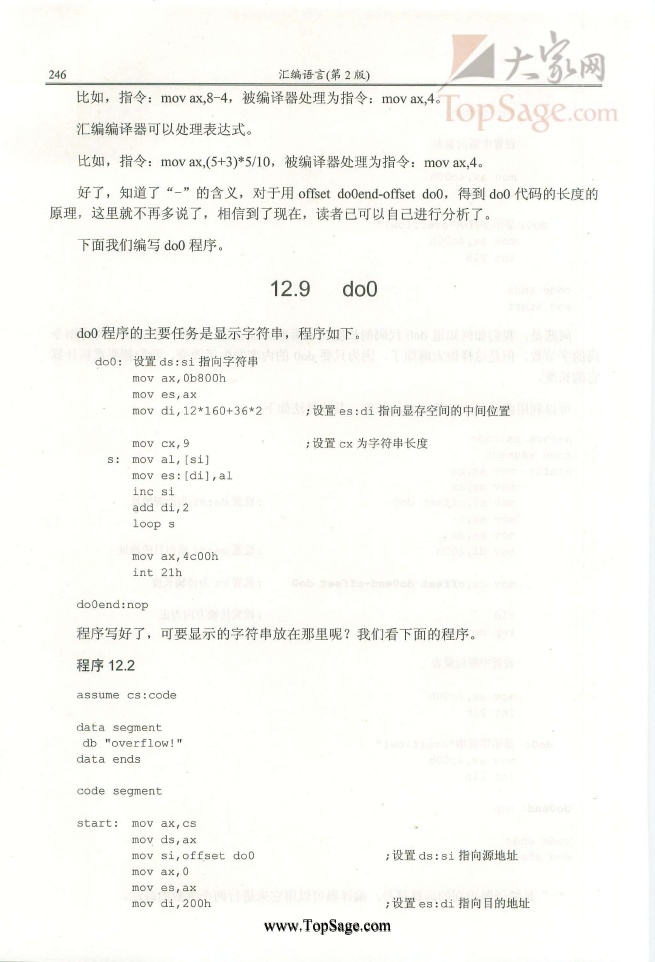 大家网
TopSage.com
246
汇编语言(第 2 版)
比如，指令：mov ax,8-4，被编译器处理为指令：mov ax,4。
汇编编译器可以处理表达式。
比如，指令：mov ax,(5+3)*5/10，被编译器处理为指令：mov ax,4。
好了，知道了“-”的含义，对于用 offset do0end-offset do0，得到 do0 代码的长度的
原理，这里就不再多说了，相信到了现在，读者已可以自己进行分析了。
下面我们编写 do0 程序。
12.9 do0
do0 程序的主要任务是显示字符串，程序如下。
do0: 设置 ds:si 指向字符串
mov ax,0b800h
mov es,ax
mov di,12*160+36*2 ;设置 es:di 指向显存空间的中间位置
mov cx,9 ;设置 cx 为字符串长度
s: mov al,[si]
mov es:[di],al
inc si
add di,2
loop s
mov ax,4c00h
int 21h
do0end:nop
程序写好了，可要显示的字符串放在那里呢？我们看下面的程序。
程序 12.2
assume cs:code
data segment
db "overflow!"
data ends
code segment
start: mov ax,cs
mov ds,ax
mov si,offset do0 ;设置 ds:si 指向源地址
mov ax,0
mov es,ax
mov di,200h ;设置 es:di 指向目的地址
www.TopSage.com